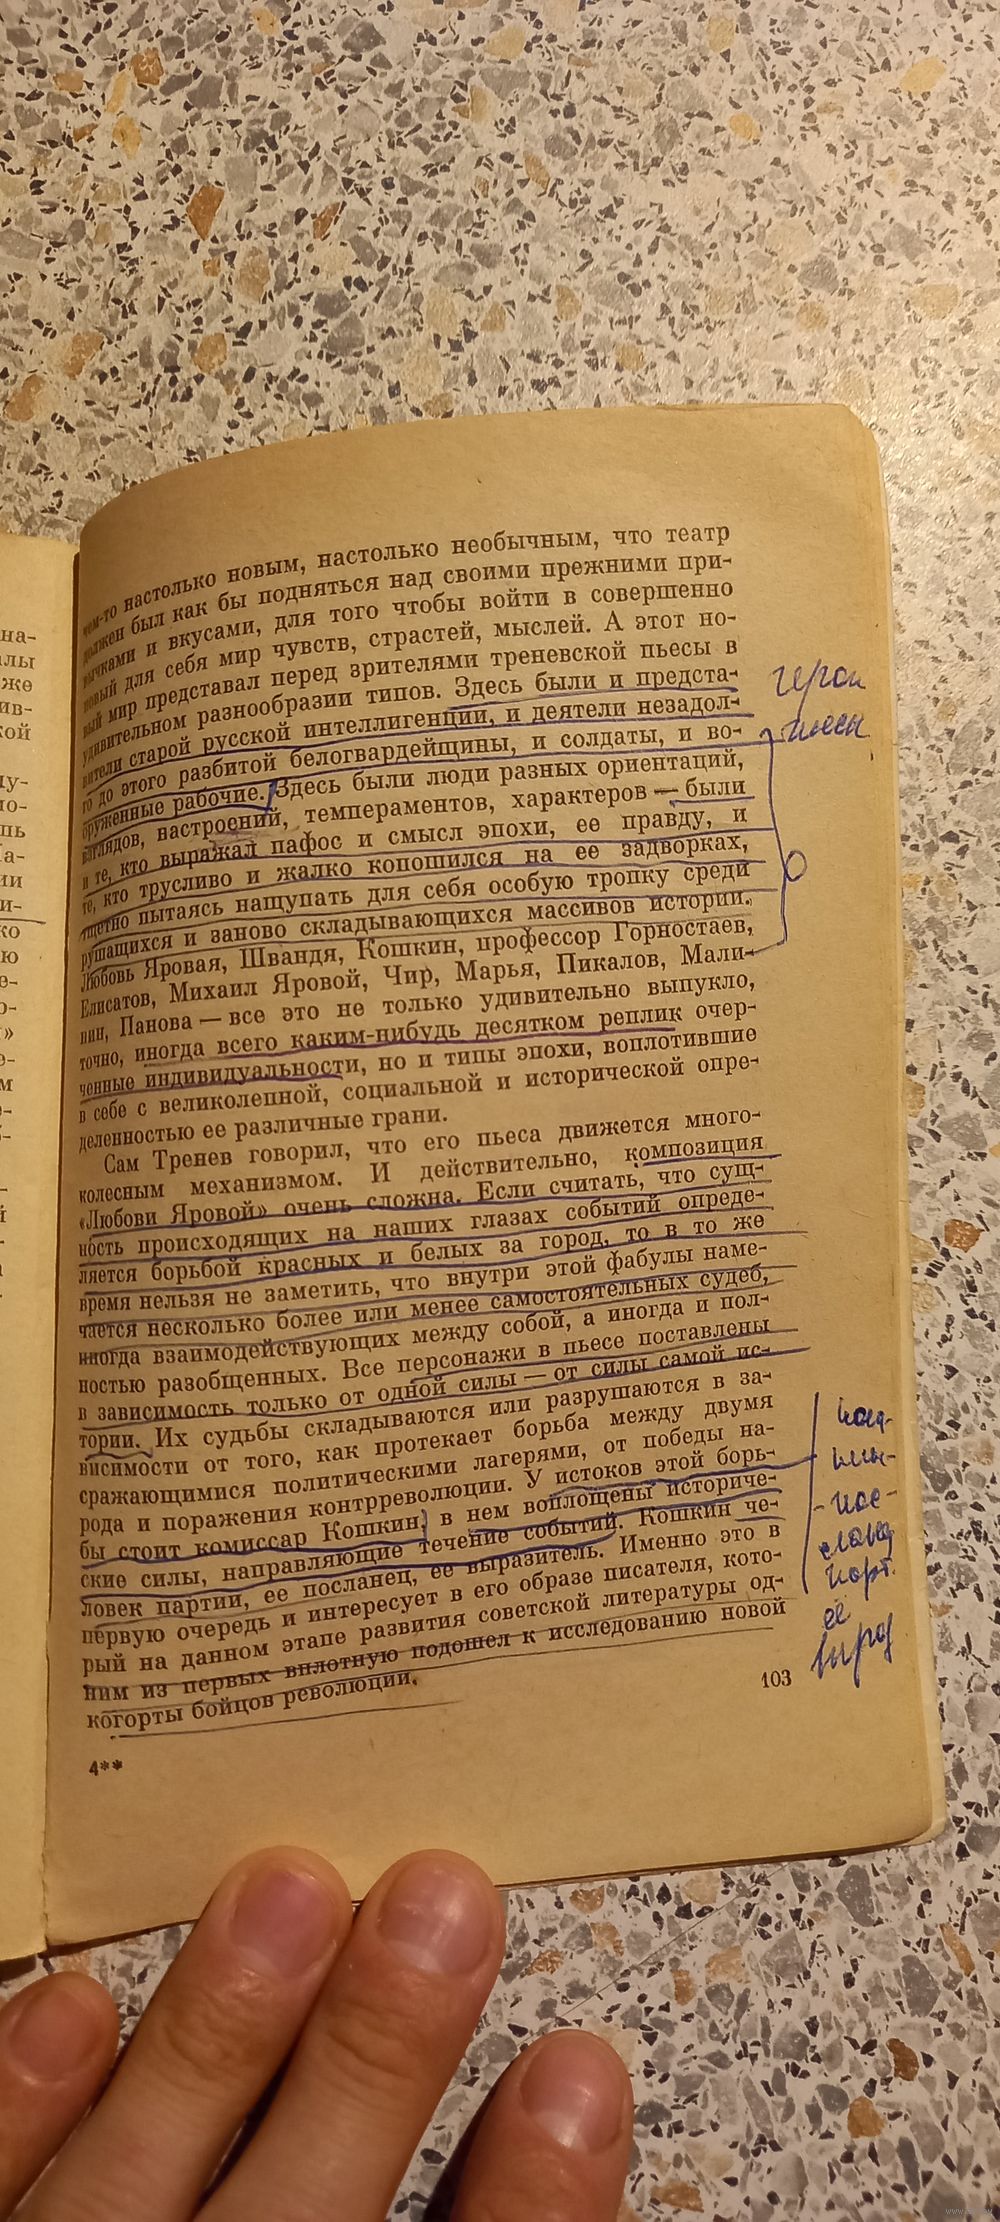 чем-то настолько новым, настолько необычным, что театр
должен был как бы подняться над своими прежними при-
вычками и вкусами, для того чтобы войти в совершенно
новый для себя мир чувств, страстей, мыслей. А этот но-
вый мир представал перед зрителями треневской пьесы в
удивительном разнообразии типов. Здесь были и предста-
вители старой русской интеллигенции, и деятели незадол-
го до этого разбитой белогвардейщины, и солдаты, и во-
оруженные рабочие. Здесь были люди разных ориентаций,
взглядов, настроений, темпераментов, характеров — были
и те, кто выражал пафос и смысл эпохи, ее правду, и
те, кто трусливо и жалко копошился на ее задворках,
тщетно пытаясь нащупать для себя особую тропку среди
рушащихся и заново складывающихся массивов истории.
Любовь Яровая, Швандя, Кошкин, профессор Горностаев,
Елисатов, Михаил Яровой, Чир, Марья, Пикалов, Мали-
нин, Панова — все это не только удивительно выпукло,
точно, иногда всего каким-нибудь десятком реплик очер-
ченные индивидуальности, но и типы эпохи, воплотившие
в себе с великолепной, социальной и исторической опре-
деленностью ее различные грани.
Сам Тренев говорил, что его пьеса движется много-
колесным механизмом. И действительно, композиция
«Любови Яровой» очень сложна. Если считать, что сущ-
ность происходящих на наших глазах событий опреде-
ляется борьбой красных и белых за город, то в то же
время нельзя не заметить, что внутри этой фабулы наме-
чается несколько более или менее самостоятельных судеб,
иногда взаимодействующих между собой, а иногда и пол-
ностью разобщенных. Все персонажи в пьесе поставлены
в зависимость только от одной силы — от силы самой ис-
тории. Их судьбы складываются или разрушаются в за-
висимости от того, как протекает борьба между двумя
сражающимися политическими лагерями, от победы на-
рода и поражения контрреволюции. У истоков этой борь-
бы стоит комиссар Кошкин, в нем воплощены историче-
ские силы, направляющие течение событий. Кошкин че-
ловек партии, ее посланец, ее выразитель. Именно это в
первую очередь и интересует в его образе писателя, кото-
рый на данном этапе развития советской литературы од-
ним из первых вплотную подошел к исследованию новой
когорты бойцов революции.
103
4**
герои
пьесы
ее